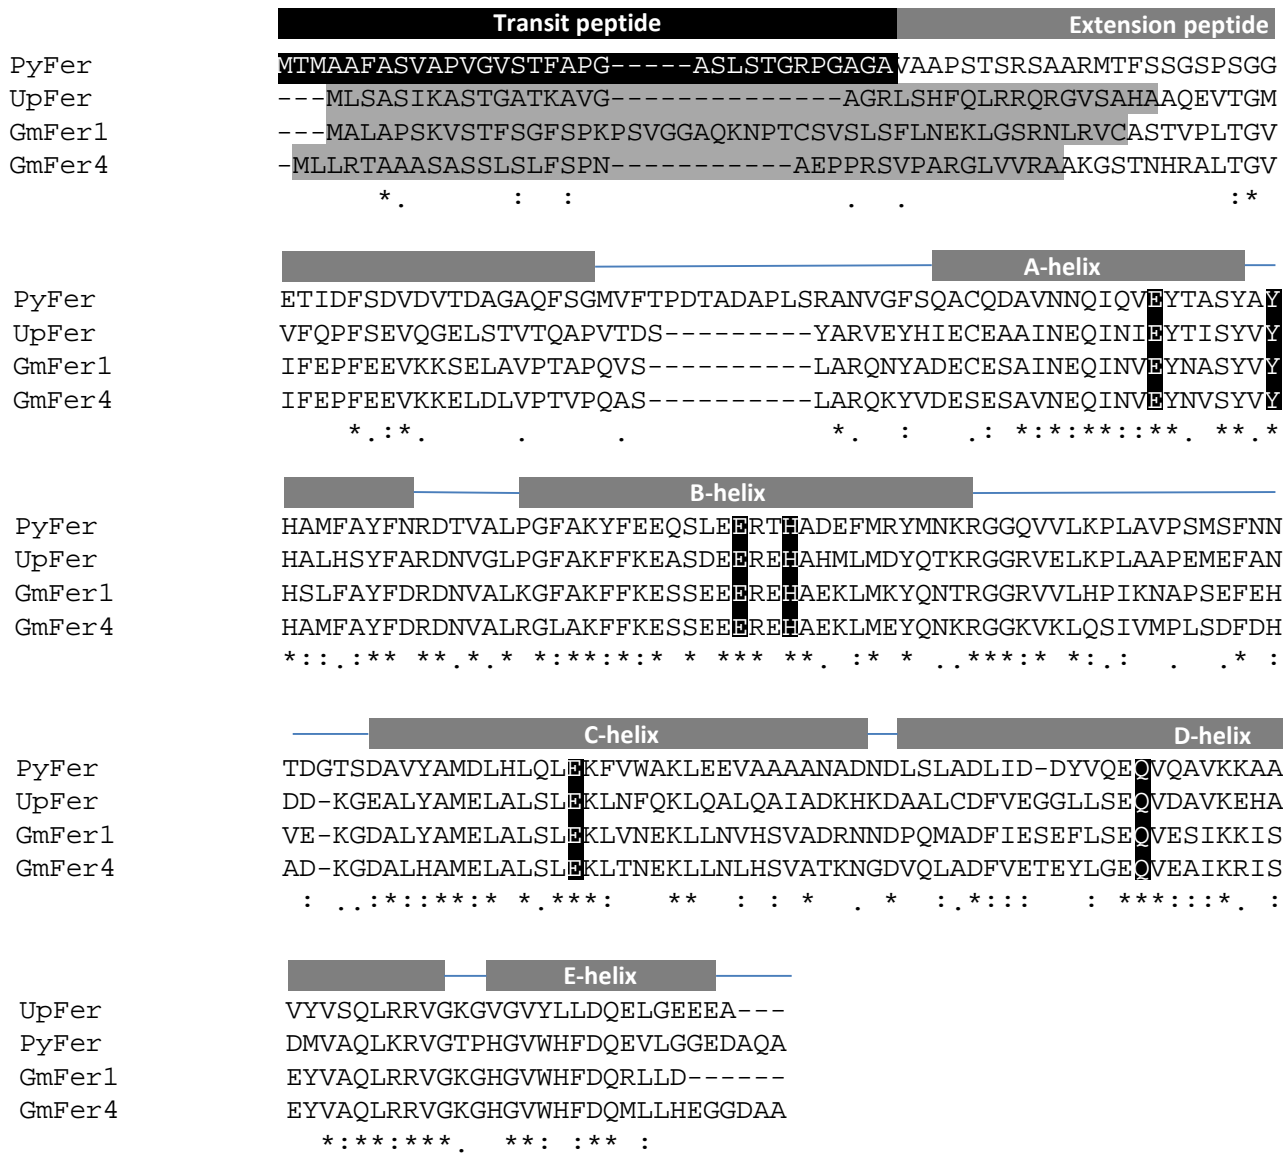 Transit peptide Extension peptide
PyFer MTMAAFASVAPVGVSTFAPG-----ASLSTGRPGAGAVAAPSTSRSAARMTFSSGSPSGG
UpFer ---MLSASIKASTGATKAVG--------------AGRLSHFQLRRQRGVSAHAAQEVTGM
GmFer1 ---MALAPSKVSTFSGFSPKPSVGGAQKNPTCSVSLSFLNEKLGSRNLRVCASTVPLTGV
GmFer4 -MLLRTAAASASSLSLFSPN-----------AEPPRSVPARGLVVRAAKGSTNHRALTGV
*. : : . . :*
A-helix
PyFer ETIDFSDVDVTDAGAQFSGMVFTPDTADAPLSRANVGFSQACQDAVNNQIQVEYTASYAY
UpFer VFQPFSEVQGELSTVTQAPVTDS----------YARVEYHIECEAAINEQINIEYTISYVY
GmFer1 IFEPFEEVKKSELAVPTAPQVS----------LARQNYADECESAINEQINVEYNASYVY
GmFer4 IFEPFEEVKKELDLVPTVPQAS----------LARQKYVDESESAVNEQINVEYNVSYVY
*.:*. . . *. : .: *:*:**::**. **.*
B-helix
PyFer HAMFAYFNRDTVALPGFAKYFEEQSLEERTHADEFMRYMNKRGGQVVLKPLAVPSMSFNN
UpFer HALHSYFARDNVGLPGFAKFFKEASDEEREHAHMLMDYQTKRGGRVELKPLAAPEMEFAN
GmFer1 HSLFAYFDRDNVALKGFAKFFKESSEEEREHAEKLMKYQNTRGGRVVLHPIKNAPSEFEH
GmFer4 HAMFAYFDRDNVALRGLAKFFKESSEEEREHAEKLMEYQNKRGGKVKLQSIVMPLSDFDH
*::.:** **.*.* *:**:*:* * *** **. :* * ..***:* *:.: . .* :
C-helix D-helix
PyFer TDGTSDAVYAMDLHLQLEKFVWAKLEEVAAAANADNDLSLADLID-DYVQEQVQAVKKAA
UpFer DD-KGEALYAMELALSLEKLNFQKLQALQAIADKHKDAALCDFVEGGLLSEQVDAVKEHA
GmFer1 VE-KGDALYAMELALSLEKLVNEKLLNVHSVADRNNDPQMADFIESEFLSEQVESIKKIS
GmFer4 AD-KGDALHAMELALSLEKLTNEKLLNLHSVATKNGDVQLADFVETEYLGEQVEAIKRIS
: ..:*::**:* *.***: ** : : * . * :.*::: : ***:::*. :
E-helix
UpFer VYVSQLRRVGKGVGVYLLDQELGEEEA---
PyFer DMVAQLKRVGTPHGVWHFDQEVLGGEDAQA
GmFer1 EYVAQLRRVGKGHGVWHFDQRLLD------
GmFer4 EYVAQLRRVGKGHGVWHFDQMLLHEGGDAA
*:**:***. **: :** :